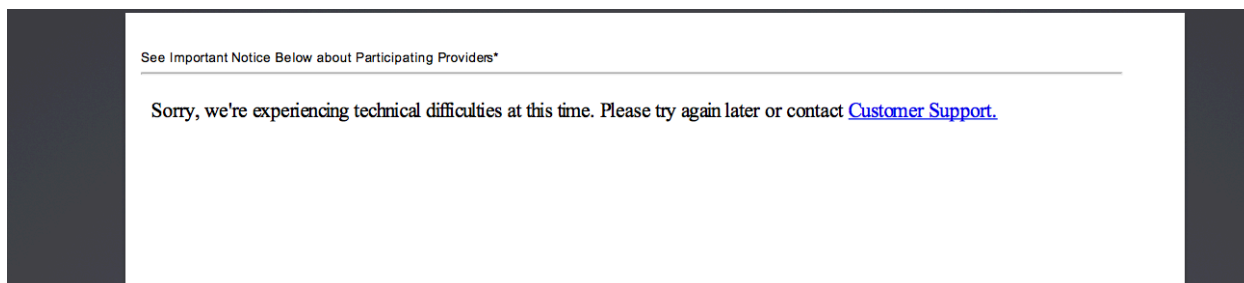 See Important Notice Below about Participating Providers*
Sorry, we're experiencing technical difficulties at this time. Please try again later or contact Customer Support.